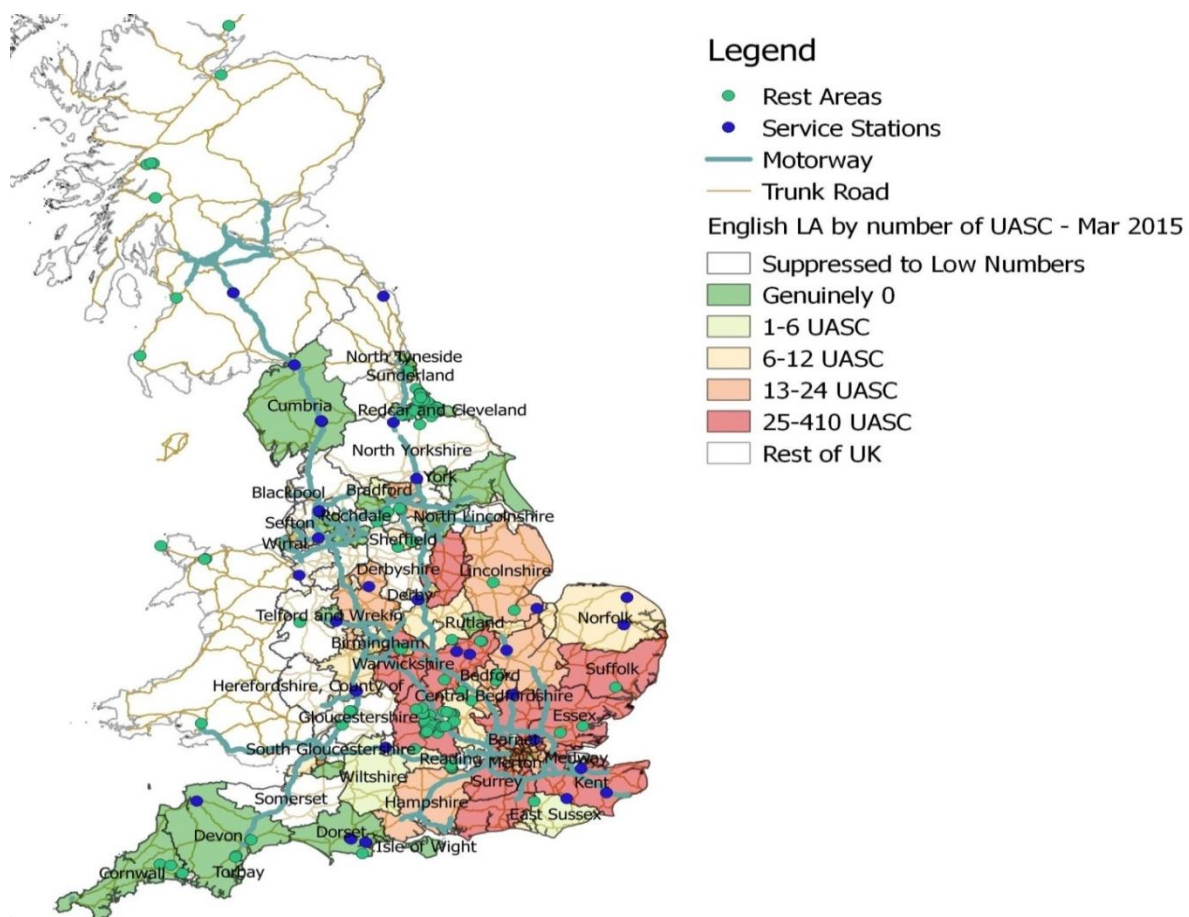 Legend
Rest Areas
Service Stations
Motorway
Trunk Road
English LA by number of UASC - Mar 2015
Suppressed to Low Numbers
Genuinely 0
1-6 UASC
6-12 UASC
13-24 UASC
25-410 UASC
Rest of UK
North Tyneside
Sunderland
Cumbria
Redcar and Cleveland
North Yorkshire
York
Blackpool
Bradford
Sefton
Rochdale
North Lincolnshire
Wirral
Sheffield
Derbyshire
Lincolnshire
Derby
Telford and Wrekin
Rutland
Norfolk
Birmingham
Warwickshire
Suffolk
Bedford
Herefordshire, County of
Central Bedfordshire
Gloucestershire
Essex
Barnet
South Gloucestershire
Reading
Merton
Medway
Wiltshire
Surrey
Kent
Somerset
Hampshire
East Sussex
Devon
Dorset
Isle of Wight
Cornwall
Torbay